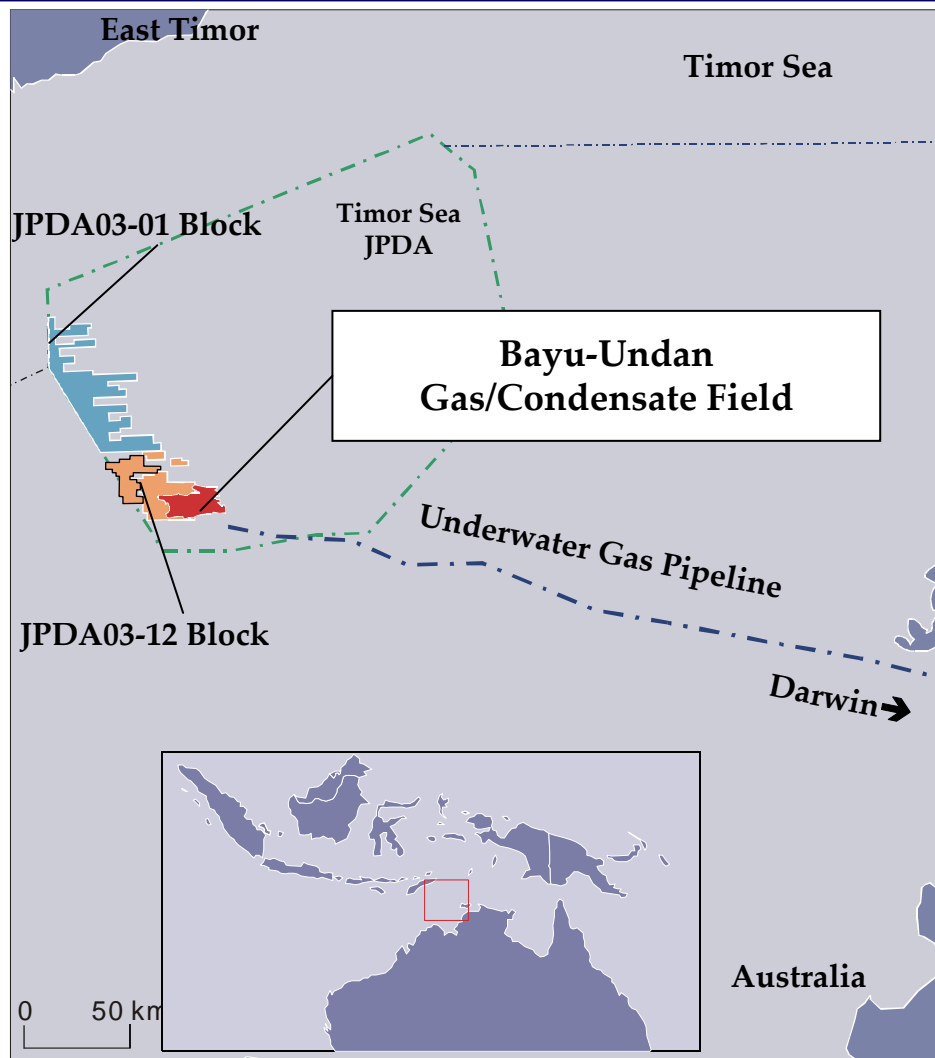 East Timor
Timor Sea
JPDA03-01 Block
Timor Sea
JPDA
Bayu-Undan
Gas/Condensate Field
Underwater Gas Pipeline
JPDA03-12 Block
Darwin
Australia
0 50 km